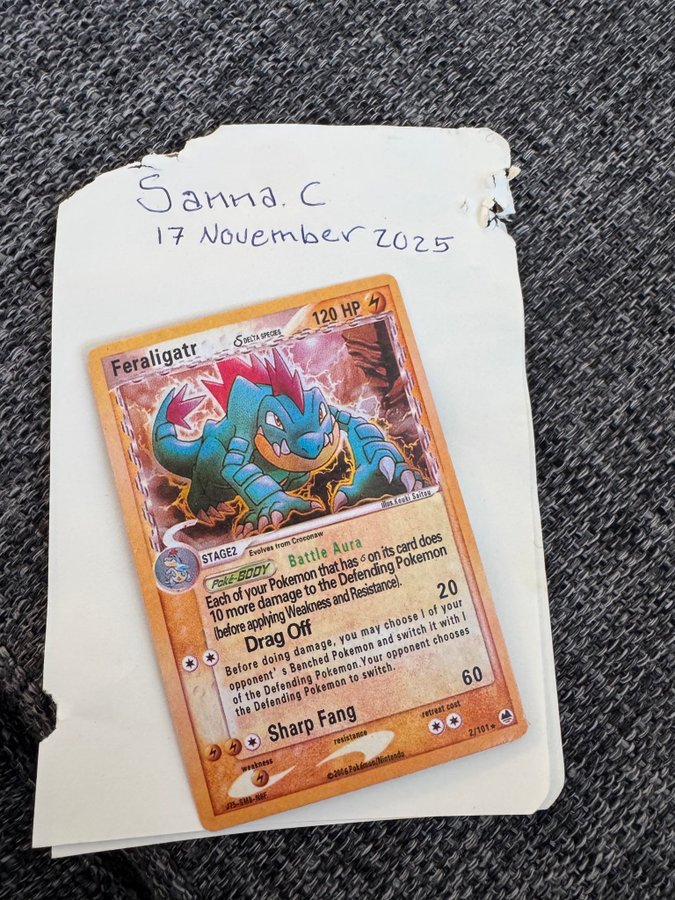 Sanna. C
17 November 2025
Feraligatr δ DELTA SPECIES 120 HP
Illus. Kouki Saitou
STAGE2 Evolves from Croconaw
Poké-BODY Battle Aura
Each of your Pokemon that has δ on its card does
10 more damage to the Defending Pokemon
(before applying Weakness and Resistance).
Drag Off 20
Before doing damage, you may choose 1 of your
opponent's Benched Pokemon and switch it with 1
of the Defending Pokemon. Your opponent chooses
the Defending Pokemon to switch.
Sharp Fang 60
weakness resistance retreat cost
©2006 Pokémon/Nintendo 2/101★